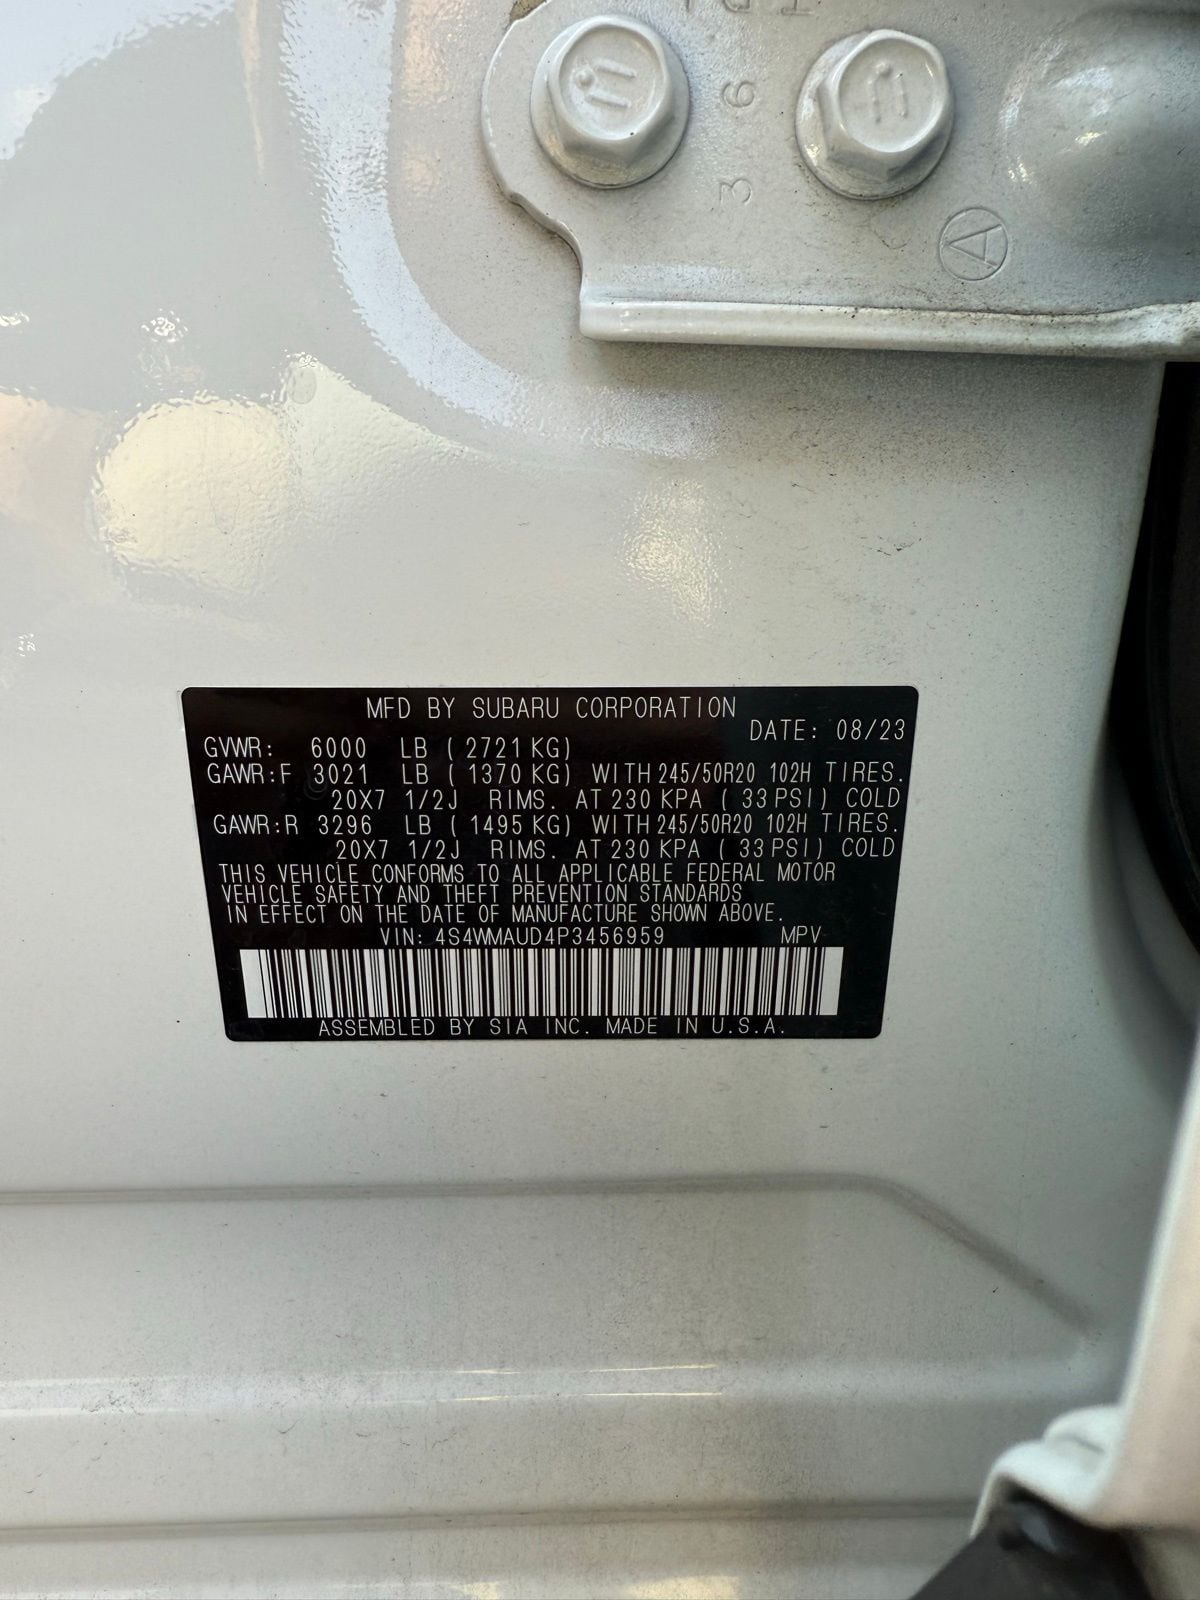 3 6
A
MFD BY SUBARU CORPORATION
DATE: 08/23
GVWR: 6000 LB ( 2721 KG)
GAWR:F 3021 LB ( 1370 KG) WITH 245/50R20 102H TIRES.
20X7 1/2J RIMS. AT 230 KPA ( 33 PSI) COLD
GAWR:R 3296 LB ( 1495 KG) WITH 245/50R20 102H TIRES.
20X7 1/2J RIMS. AT 230 KPA ( 33 PSI) COLD
THIS VEHICLE CONFORMS TO ALL APPLICABLE FEDERAL MOTOR
VEHICLE SAFETY AND THEFT PREVENTION STANDARDS
IN EFFECT ON THE DATE OF MANUFACTURE SHOWN ABOVE.
VIN: 4S4WMAUD4P3456959 MPV
ASSEMBLED BY SIA INC. MADE IN U.S.A.